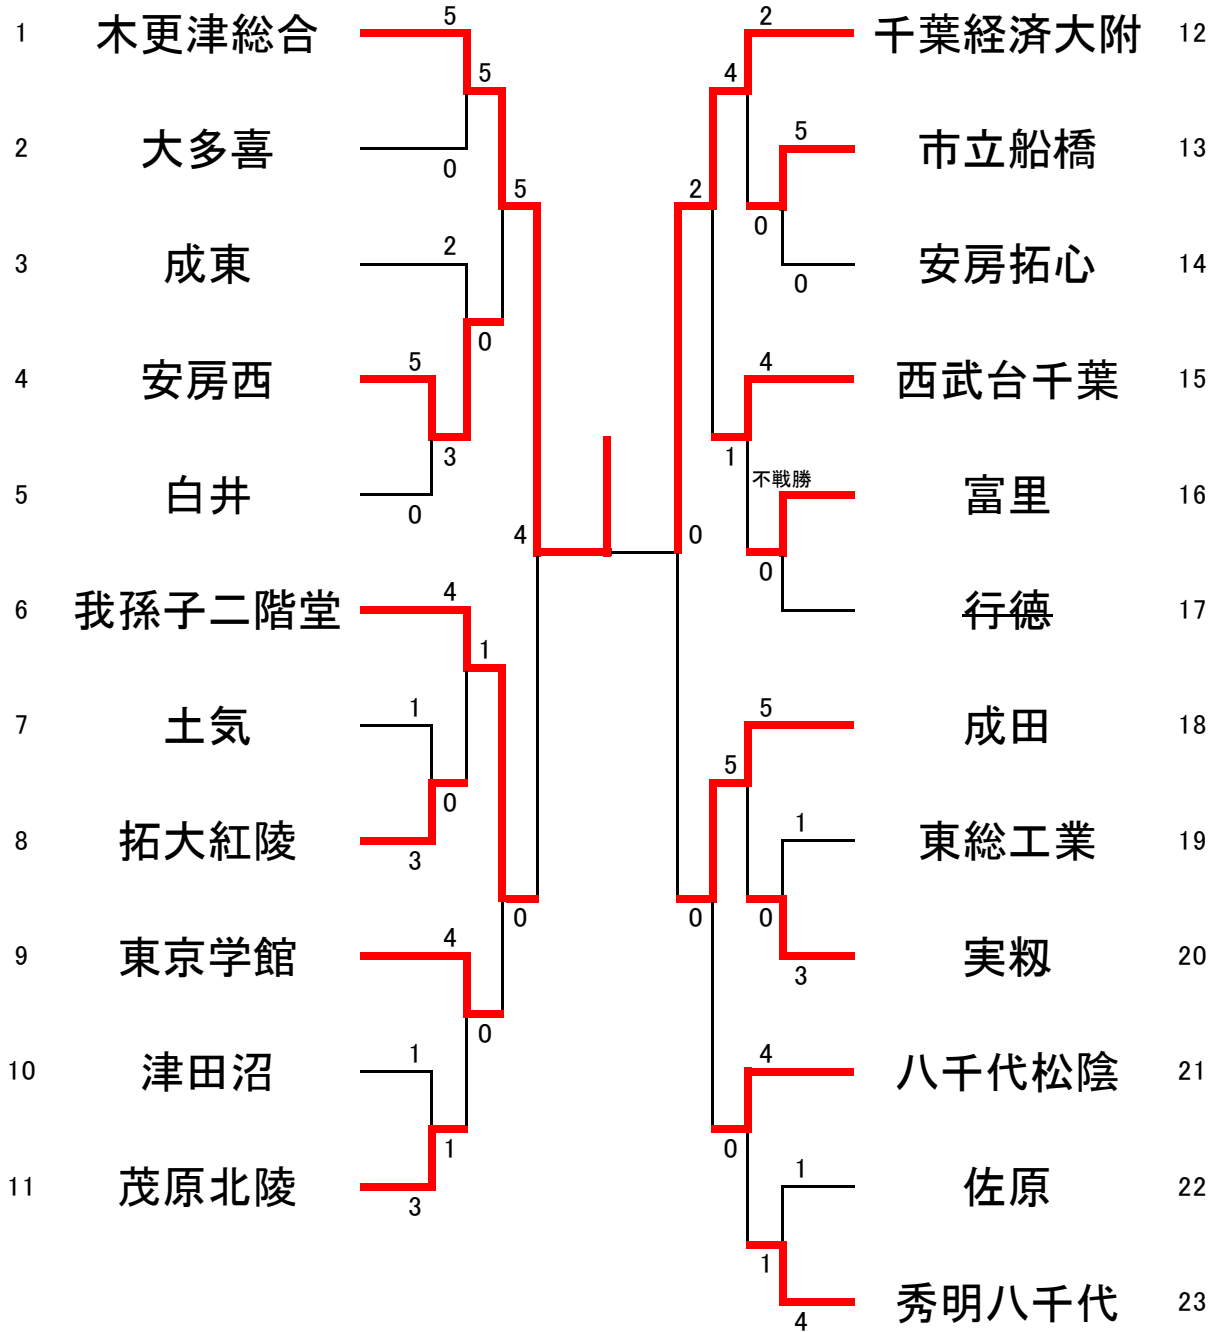 1 木更津総合 5
5
2 大多喜 0
5
3 成東 2
0
4 安房西 5
3
5 白井 0
4
6 我孫子二階堂 4
1
7 土気 1
0
8 拓大紅陵 3
0
9 東京学館 4
0
10 津田沼 1
1
11 茂原北陵 3
2 千葉経済大附 12
4
5 市立船橋 13
2
0
0 安房拓心 14
4 西武台千葉 15
1
不戦勝 富里 16
0
0
行徳 17
5 成田 18
5
1 東総工業 19
0
0
3 実籾 20
4 八千代松陰 21
0
1 佐原 22
1
4 秀明八千代 23